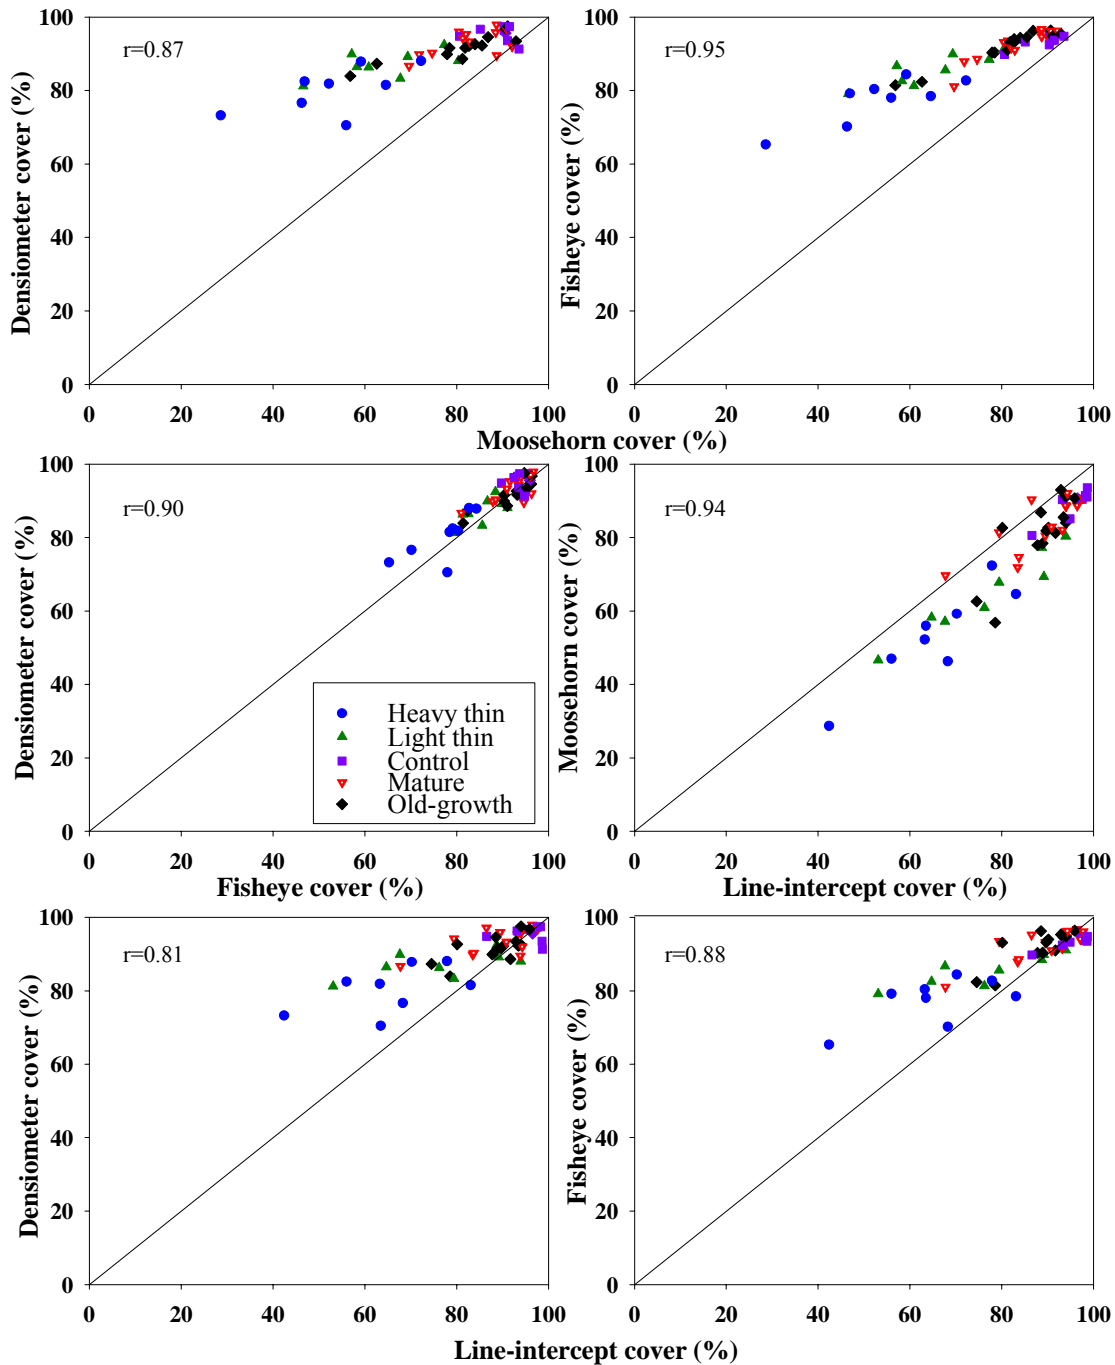 100
80
60
40
20
0
Densiometer cover (%)
r=0.87
0 20 40 60 80 100
100
80
60
40
20
0
Fisheye cover (%)
r=0.95
0 20 40 60 80 100
Moosehorn cover (%)
100
80
60
40
20
0
Densiometer cover (%)
r=0.90
Heavy thin
Light thin
Control
Mature
Old-growth
0 20 40 60 80 100
Fisheye cover (%)
100
80
60
40
20
0
Moosehorn cover (%)
r=0.94
0 20 40 60 80 100
Line-intercept cover (%)
100
80
60
40
20
0
Densiometer cover (%)
r=0.81
0 20 40 60 80 100
100
80
60
40
20
0
Fisheye cover (%)
r=0.88
0 20 40 60 80 100
Line-intercept cover (%)